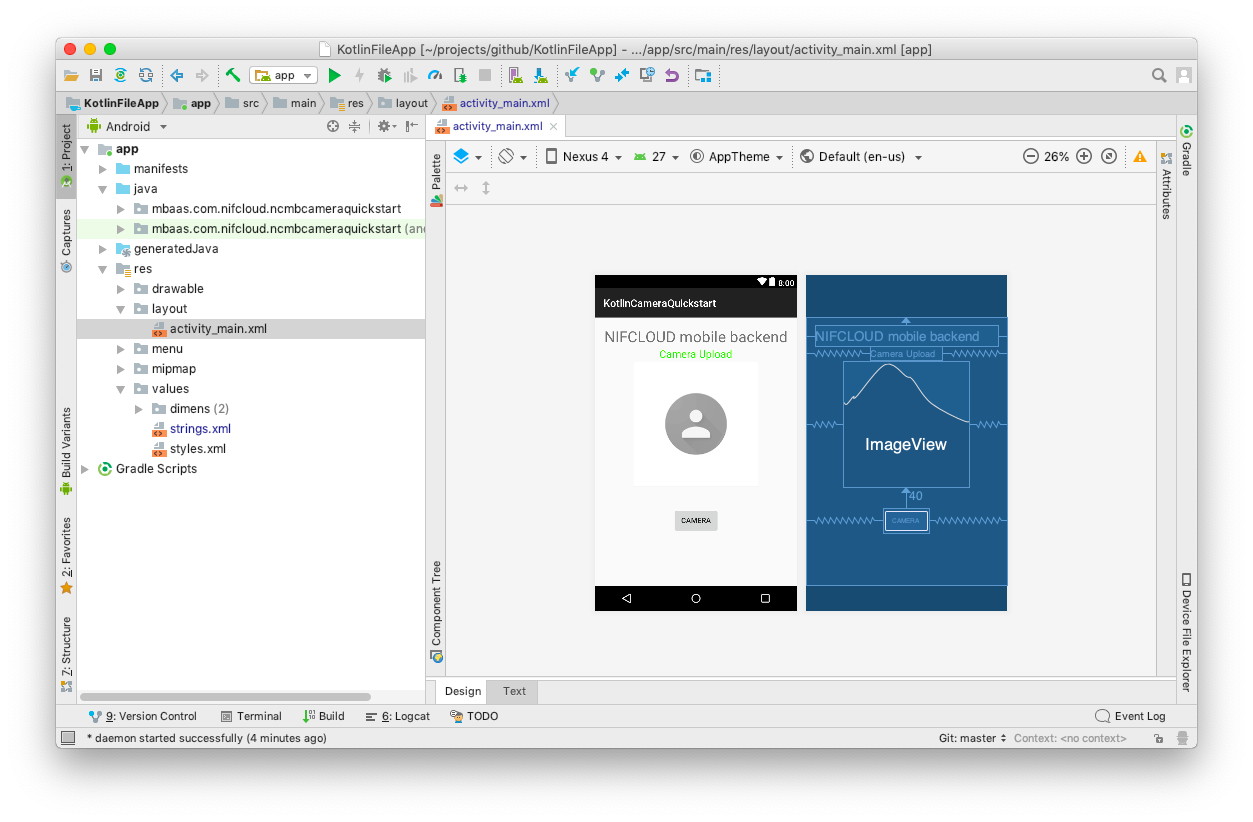 KotlinFileApp [~/projects/github/KotlinFileApp] - .../app/src/main/res/layout/activity_main.xml [app]
app
KotlinFileApp app src main res layout activity_main.xml
Android
activity_main.xml
1: Project
Captures
Build Variants
2: Favorites
7: Structure
app
manifests
java
mbaas.com.nifcloud.ncmbcameraquickstart
mbaas.com.nifcloud.ncmbcameraquickstart (and
generatedJava
res
drawable
layout
activity_main.xml
menu
mipmap
values
dimens (2)
strings.xml
styles.xml
Gradle Scripts
Palette
Component Tree
Nexus 4 27 AppTheme Default (en-us) 26%
8:00
KotlinCameraQuickstart
NIFCLOUD mobile backend
Camera Upload
CAMERA
NIFCLOUD mobile backend
Camera Upload
ImageView
40
CAMERA
Gradle
Attributes
Device File Explorer
Design Text
9: Version Control Terminal Build 6: Logcat TODO Event Log
* daemon started successfully (4 minutes ago) Git: master Context: <no context>